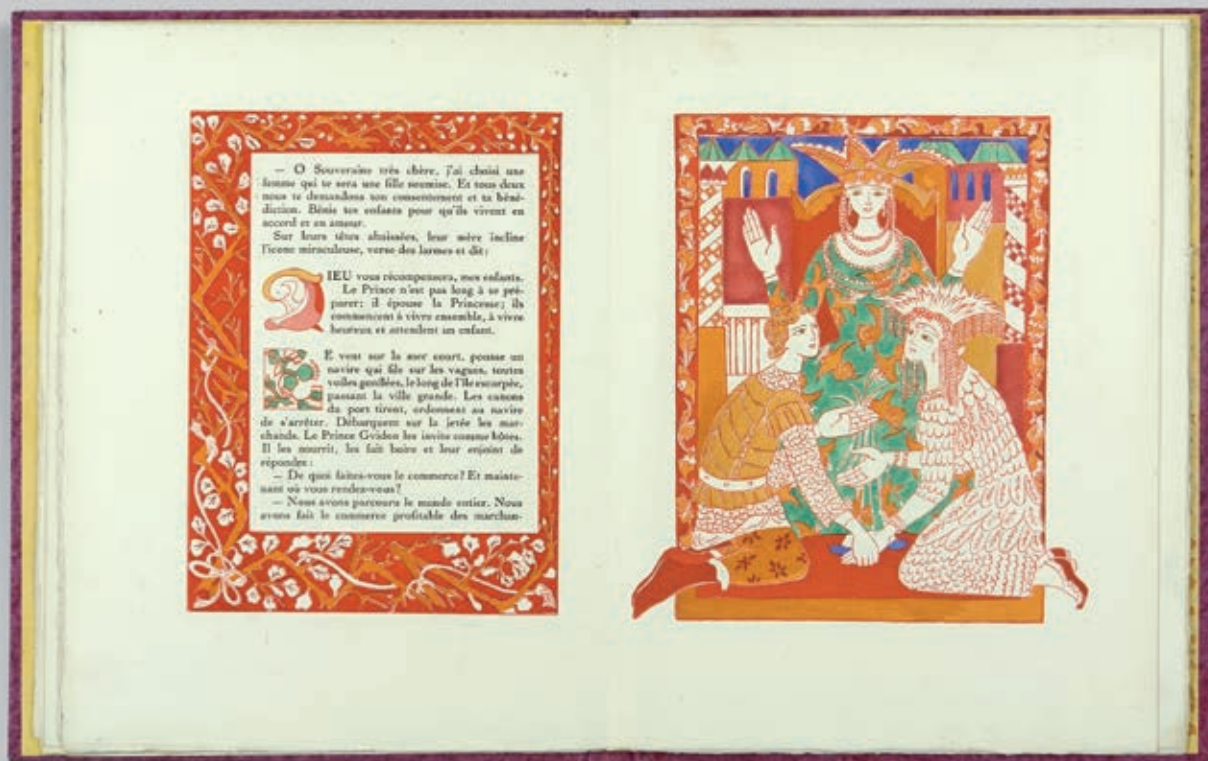 — O Souveraine très chère, j'ai choisi une
femme qui te sera une fille soumise. Et tous deux
nous te demandons ton consentement et ta béné-
diction. Bénis tes enfants pour qu'ils vivent en
accord et en amour.
Sur leurs têtes abaissées, leur mère incline
l'icone miraculeuse, verse des larmes et dit :
DIEU vous récompensera, mes enfants.
Le Prince n'est pas long à se pré-
parer ; il épouse la Princesse ; ils
commencent à vivre ensemble, à vivre
heureux et attendent un enfant.
E vent sur la mer court, pousse un
navire qui file sur les vagues, toutes
voiles gonflées, le long de l'île escarpée,
passant la ville grande. Les canons
du port tirent, ordonnent au navire
de s'arrêter. Débarquent sur la jetée les mar-
chands. Le Prince Gvidon les invite comme hôtes.
Il les nourrit, les fait boire et leur enjoint de
répondre :
— De quoi faites-vous le commerce ? Et mainte-
nant où vous rendez-vous ?
— Nous avons parcouru le monde entier. Nous
avons fait le commerce profitable des marchan-